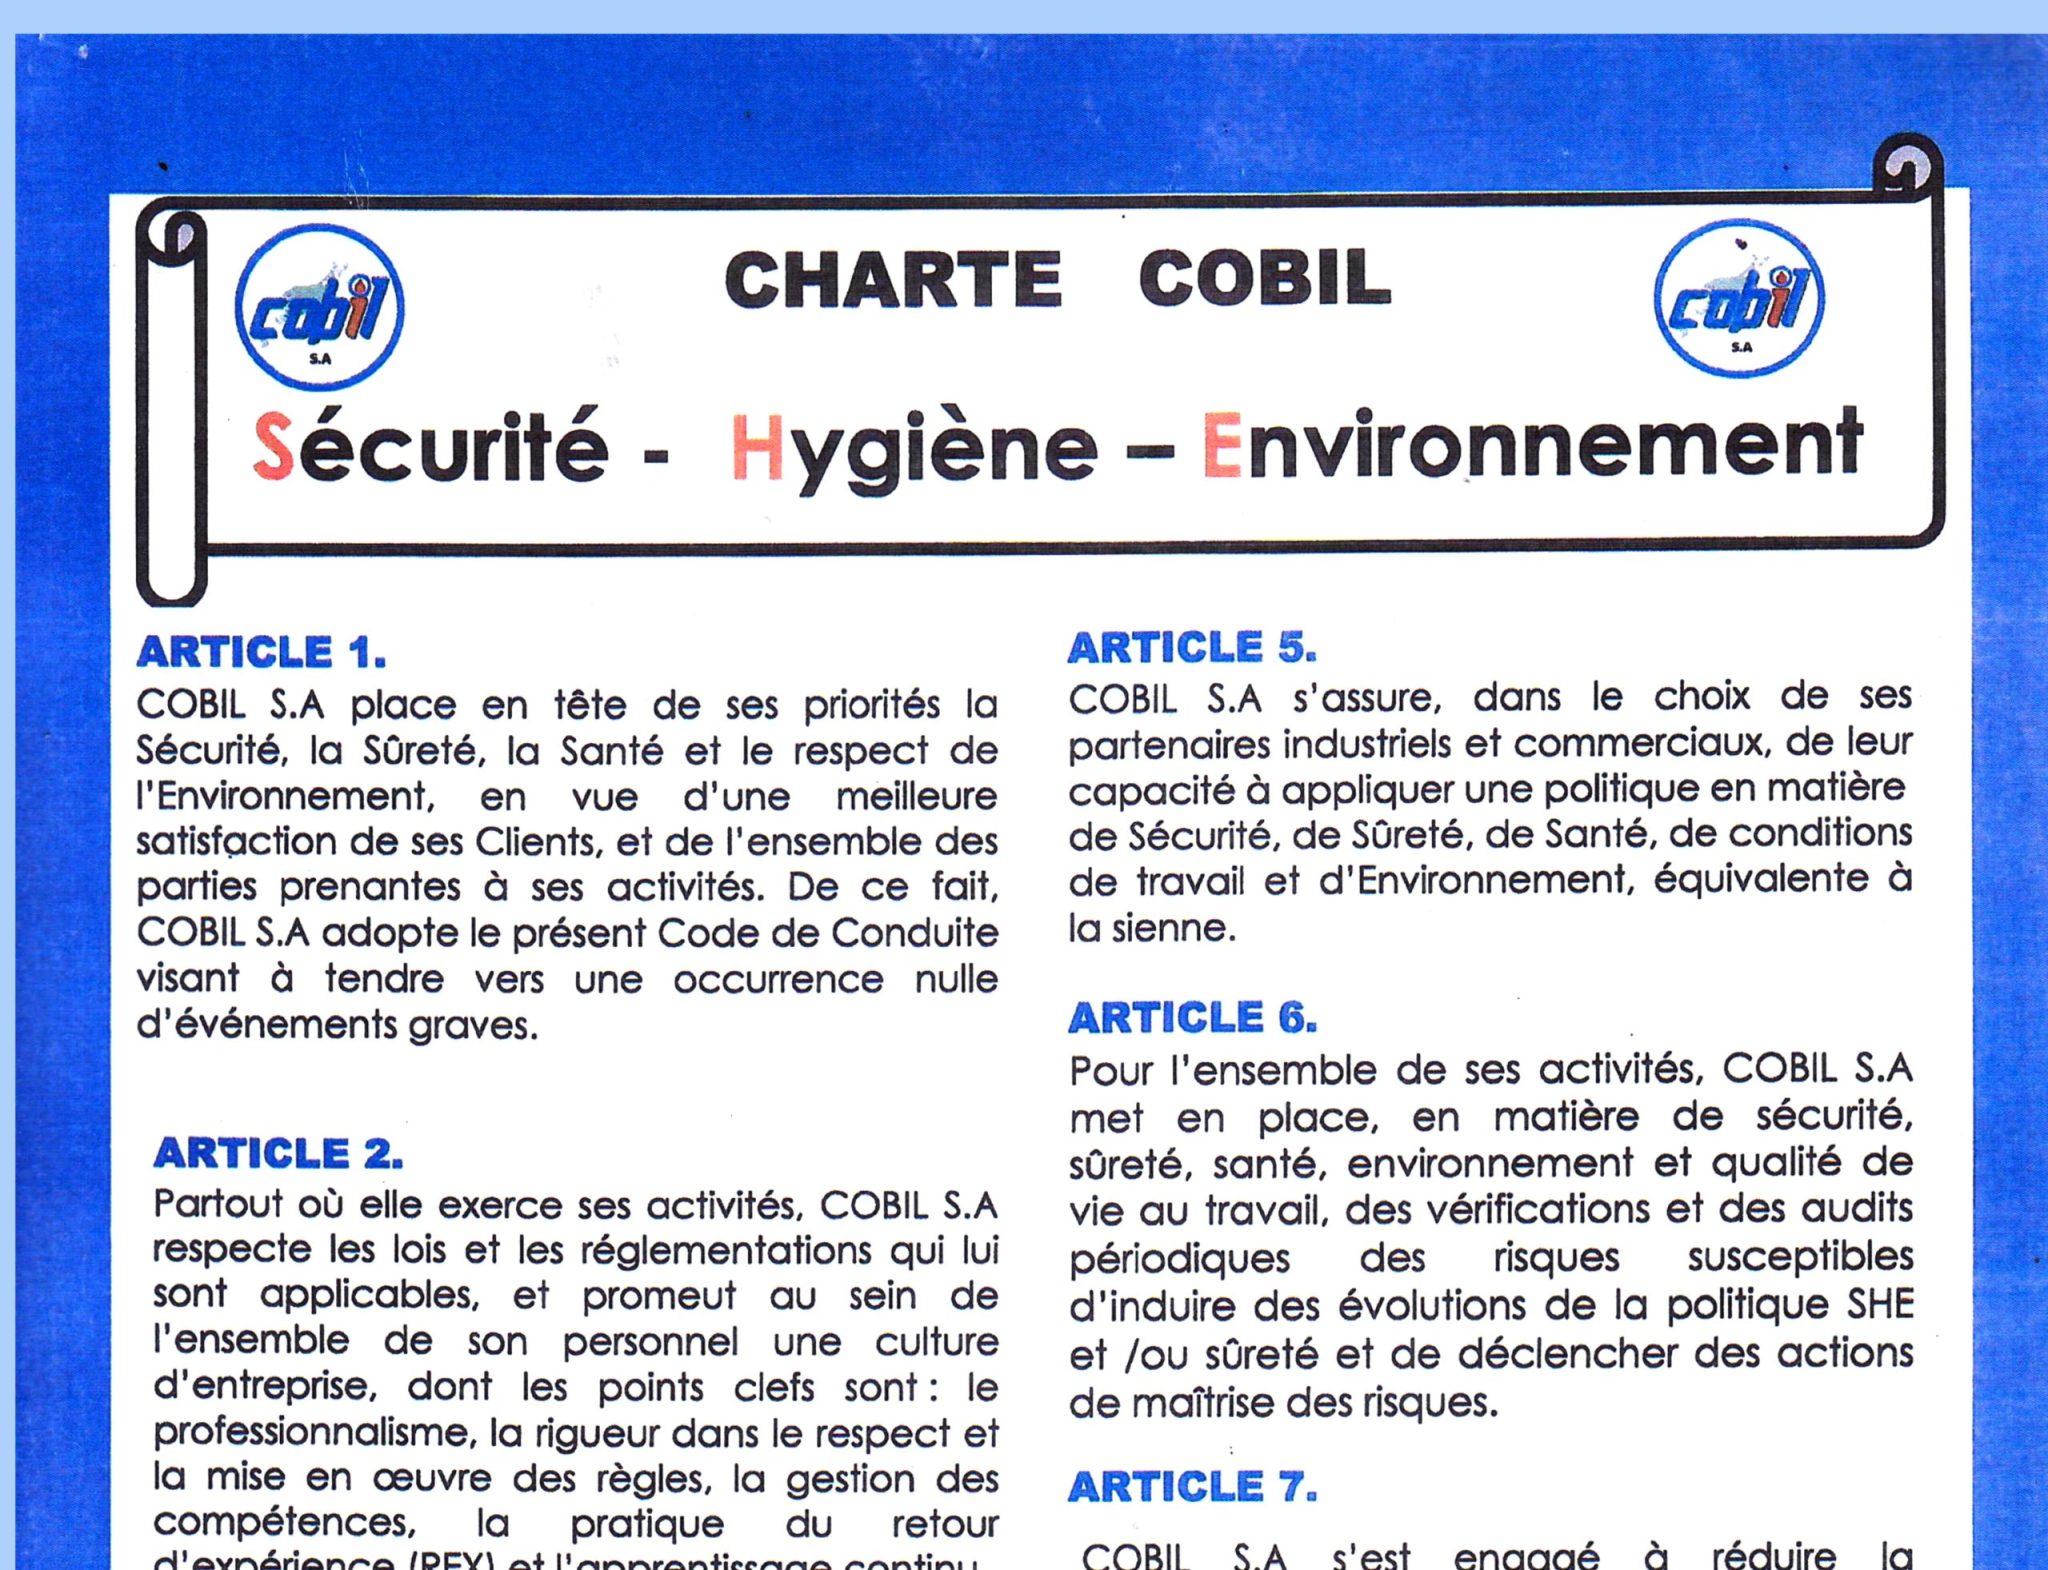 cobil
S.A
CHARTE COBIL
cobil
S.A
Sécurité - Hygiène – Environnement
ARTICLE 1.
COBIL S.A place en tête de ses priorités la
Sécurité, la Sûreté, la Santé et le respect de
l'Environnement, en vue d'une meilleure
satisfaction de ses Clients, et de l'ensemble des
parties prenantes à ses activités. De ce fait,
COBIL S.A adopte le présent Code de Conduite
visant à tendre vers une occurrence nulle
d'événements graves.
ARTICLE 2.
Partout où elle exerce ses activités, COBIL S.A
respecte les lois et les réglementations qui lui
sont applicables, et promeut au sein de
l'ensemble de son personnel une culture
d'entreprise, dont les points clefs sont : le
professionnalisme, la rigueur dans le respect et
la mise en œuvre des règles, la gestion des
compétences, la pratique du retour
d'expérience (REX) et l'apprentissage continu.
ARTICLE 5.
COBIL S.A s'assure, dans le choix de ses
partenaires industriels et commerciaux, de leur
capacité à appliquer une politique en matière
de Sécurité, de Sûreté, de Santé, de conditions
de travail et d'Environnement, équivalente à
la sienne.
ARTICLE 6.
Pour l'ensemble de ses activités, COBIL S.A
met en place, en matière de sécurité,
sûreté, santé, environnement et qualité de
vie au travail, des vérifications et des audits
périodiques des risques susceptibles
d'induire des évolutions de la politique SHE
et /ou sûreté et de déclencher des actions
de maîtrise des risques.
ARTICLE 7.
COBIL S.A s'est engagé à réduire la